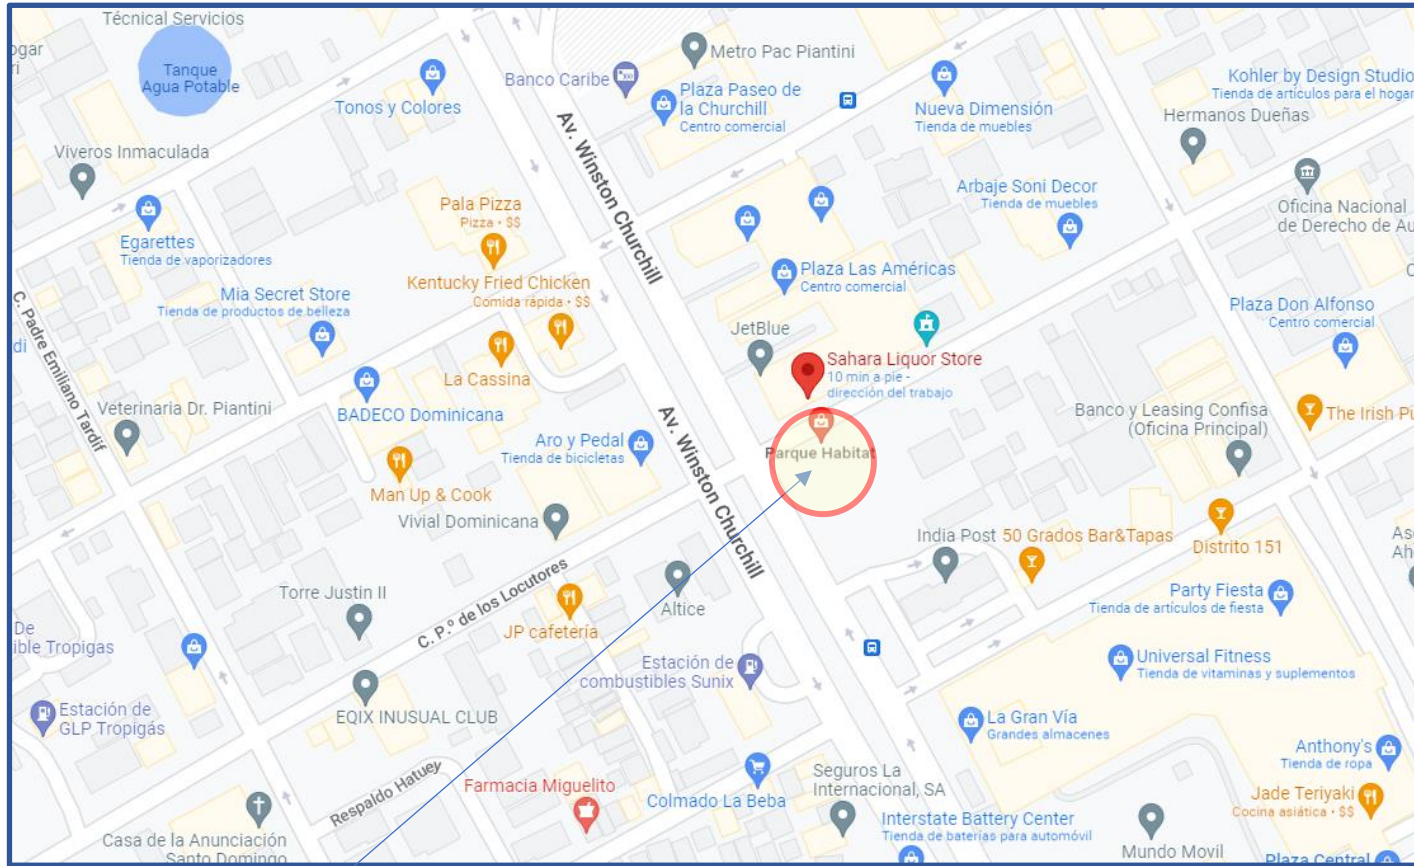 Técnical Servicios
ogar
ri
Tanque
Agua Potable
Tonos y Colores
Viveros Inmaculada
Egarettes
Tienda de vaporizadores
Mia Secret Store
Tienda de productos de belleza
C. Padre Emiliano Tardif
di
Veterinaria Dr. Piantini
BADECO Dominicana
Pala Pizza
Pizza • $$
Kentucky Fried Chicken
Comida rápida • $$
La Cassina
Man Up & Cook
Aro y Pedal
Tienda de bicicletas
Vivial Dominicana
Banco Caribe
Av. Winston Churchill
Metro Pac Piantini
Plaza Paseo de
la Churchill
Centro comercial
Nueva Dimensión
Tienda de muebles
Kohler by Design Studio
Tienda de artículos para el hogar
Hermanos Dueñas
Arbaje Soni Decor
Tienda de muebles
Oficina Nacional
de Derecho de Au
C
Plaza Las Américas
Centro comercial
Plaza Don Alfonso
Centro comercial
JetBlue
Sahara Liquor Store
10 min a pie -
dirección del trabajo
Parque Habitat
Banco y Leasing Confisa
(Oficina Principal)
The Irish Pu
Av. Winston Churchill
India Post
50 Grados Bar&Tapas
Distrito 151
As
Ah
Torre Justin II
C. P.º de los Locutores
Altice
JP cafetería
Party Fiesta
Tienda de artículos de fiesta
De
ible Tropigas
Estación de
combustibles Sunix
Universal Fitness
Tienda de vitaminas y suplementos
Estación de
GLP Tropigás
EQIX INUSUAL CLUB
La Gran Vía
Grandes almacenes
Anthony's
Tienda de ropa
Respaldo Hatuey
Farmacia Miguelito
Colmado La Beba
Seguros La
Internacional, SA
Jade Teriyaki
Cocina asiática • $$
Interstate Battery Center
Tienda de baterías para automóvil
Mundo Movil
Casa de la Anunciación
Santo Domingo
Plaza Central